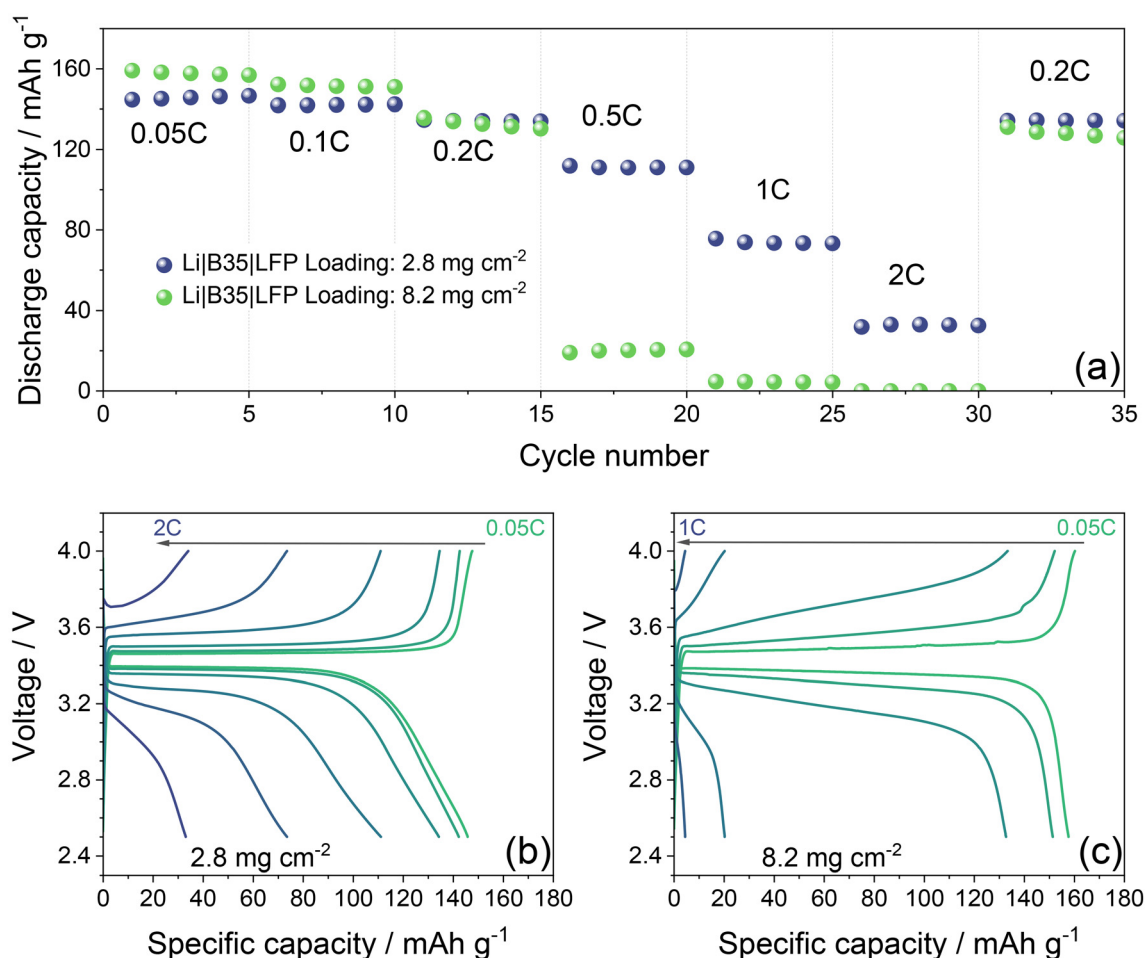 Discharge capacity / mAh g⁻¹
160
120
80
40
0
0.05C
0.1C
0.2C
0.5C
1C
2C
0.2C
Li|B35|LFP Loading: 2.8 mg cm⁻²
Li|B35|LFP Loading: 8.2 mg cm⁻²
(a)
0 5 10 15 20 25 30 35
Cycle number
Voltage / V
4.0
3.6
3.2
2.8
2.4
2C 0.05C
2.8 mg cm⁻²
(b)
0 20 40 60 80 100 120 140 160 180
Specific capacity / mAh g⁻¹
Voltage / V
4.0
3.6
3.2
2.8
2.4
1C 0.05C
8.2 mg cm⁻²
(c)
0 20 40 60 80 100 120 140 160 180
Specific capacity / mAh g⁻¹